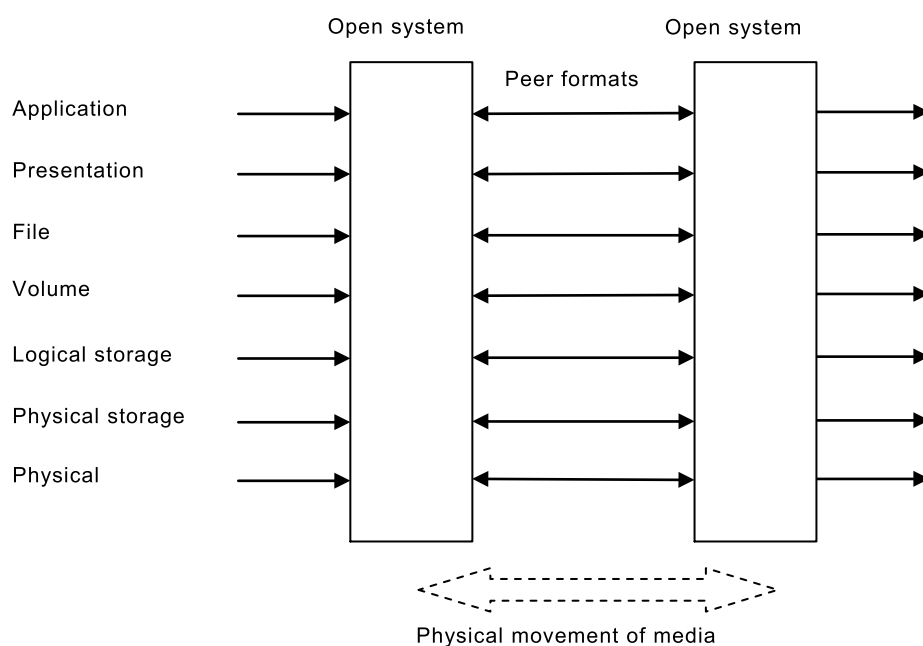 Open system
Open system
Peer formats
Application
Presentation
File
Volume
Logical storage
Physical storage
Physical
Physical movement of media